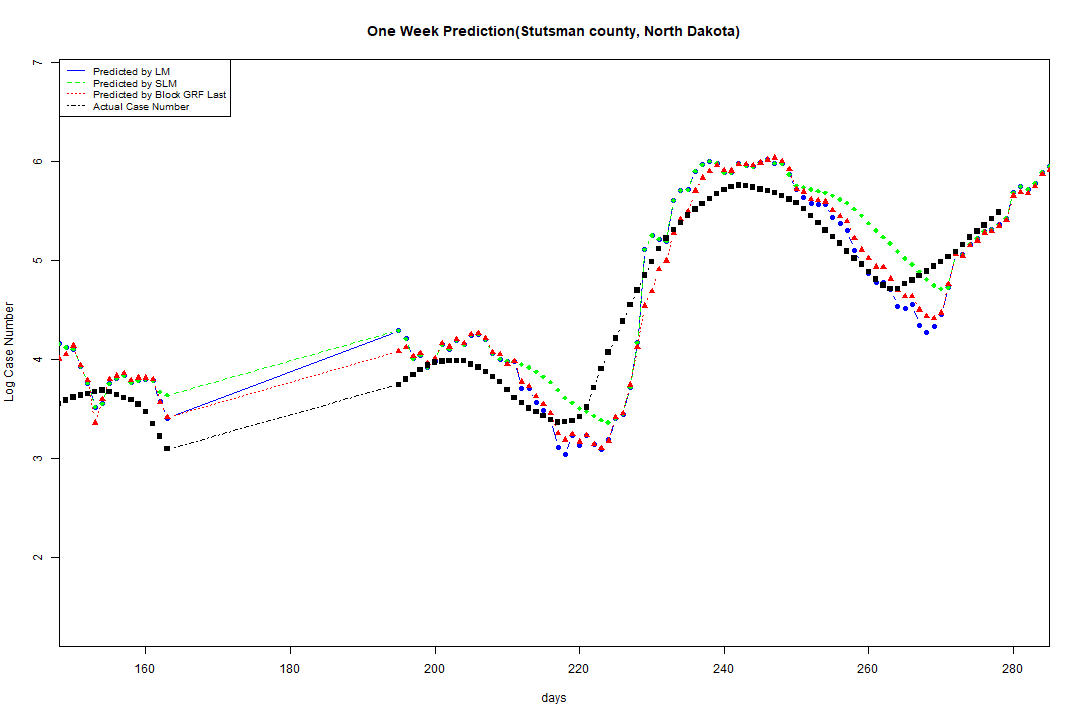 One Week Prediction(Stutsman county, North Dakota)
Predicted by LM
Predicted by SLM
Predicted by Block GRF Last
Actual Case Number
7
6
5
4
3
2
Log Case Number
160 180 200 220 240 260 280
days